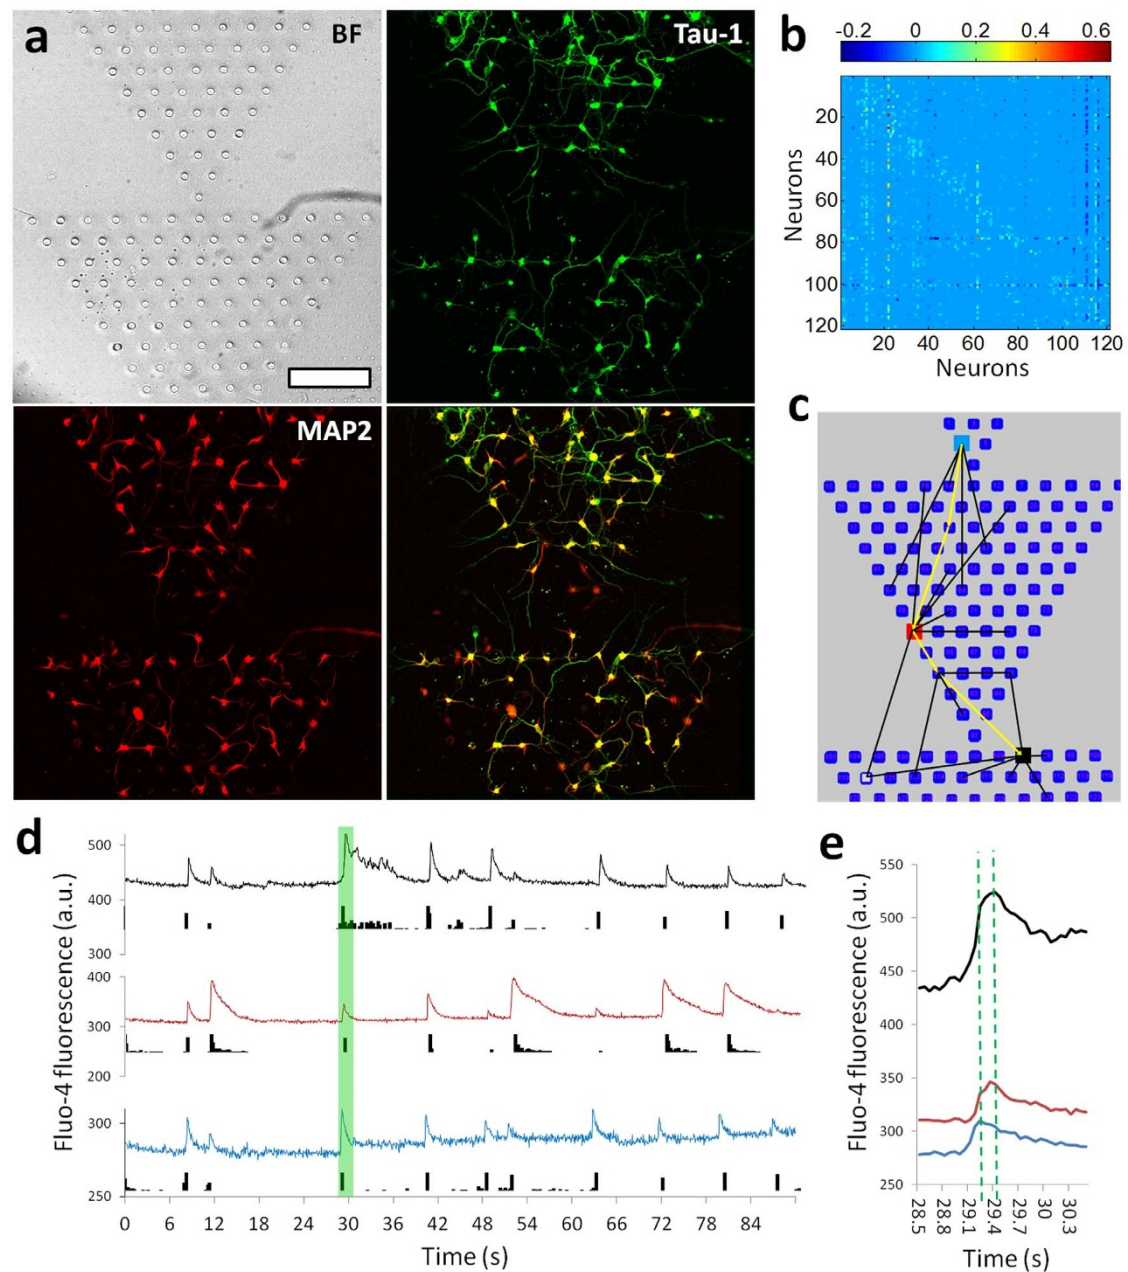 a
BF
Tau-1
MAP2
b
-0.2 0 0.2 0.4 0.6
Neurons
20
40
60
80
100
120
20 40 60 80 100 120
Neurons
c
d
Fluo-4 fluorescence (a.u.)
500
400
300
400
300
200
300
250
0 6 12 18 24 30 36 42 48 54 60 66 72 78 84
Time (s)
e
Fluo-4 fluorescence (a.u.)
550
500
450
400
350
300
250
28.5 28.8 29.1 29.4 29.7 30 30.3
Time (s)